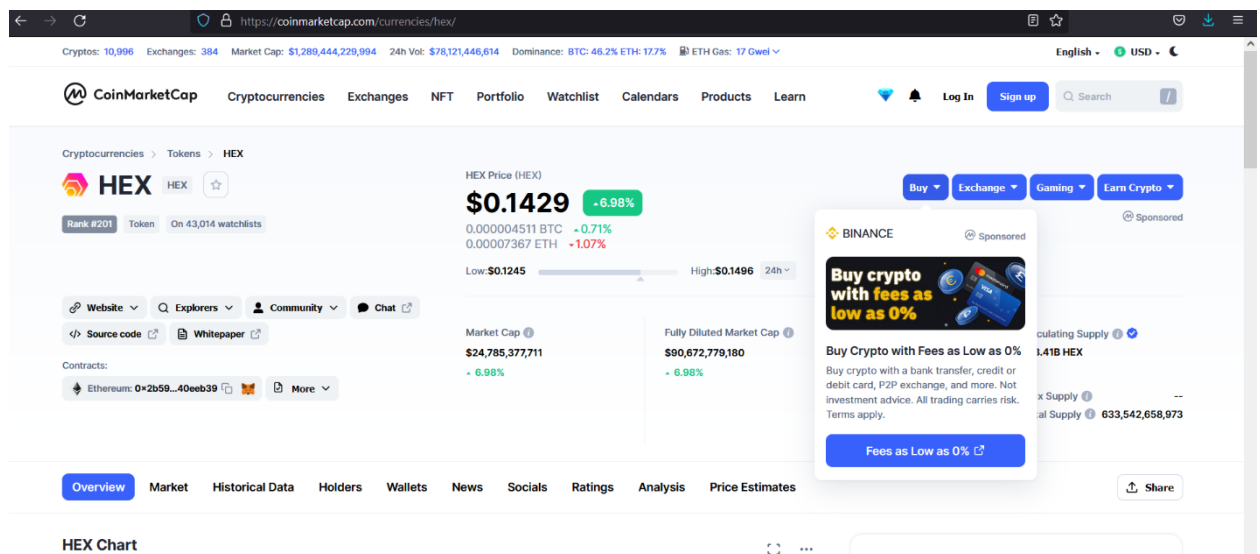 https://coinmarketcap.com/currencies/hex/
Cryptos: 10,996 Exchanges: 384 Market Cap: $1,289,444,229,994 24h Vol: $78,121,446,614 Dominance: BTC: 46.2% ETH: 17.7% ETH Gas: 17 Gwei English USD
CoinMarketCap Cryptocurrencies Exchanges NFT Portfolio Watchlist Calendars Products Learn Log In Sign up Search /
Cryptocurrencies > Tokens > HEX
HEX HEX
Rank #201 Token On 43,014 watchlists
HEX Price (HEX)
$0.1429 6.98%
0.000004511 BTC 0.71%
0.00007367 ETH 1.07%
Low:$0.1245 High:$0.1496 24h
Buy Exchange Gaming Earn Crypto
Sponsored
BINANCE Sponsored
Buy crypto
with fees as
low as 0%
Buy Crypto with Fees as Low as 0%
Buy crypto with a bank transfer, credit or
debit card, P2P exchange, and more. Not
investment advice. All trading carries risk.
Terms apply.
Fees as Low as 0%
Website Explorers Community Chat
Source code Whitepaper
Contracts:
Ethereum: 0x2b59...40eeb39 More
Market Cap
$24,785,377,711
6.98%
Fully Diluted Market Cap
$90,672,779,180
6.98%
culating Supply
.41B HEX
x Supply --
al Supply 633,542,658,973
Overview Market Historical Data Holders Wallets News Socials Ratings Analysis Price Estimates Share
HEX Chart